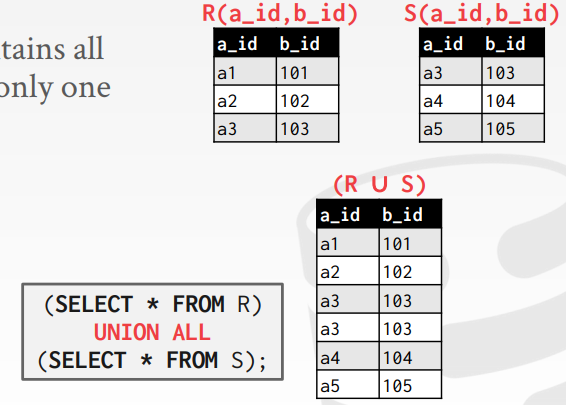 R(a_id,b_id)
a_id b_id
a1 101
a2 102
a3 103
S(a_id,b_id)
a_id b_id
a3 103
a4 104
a5 105
tains all
only one
(R ∪ S)
a_id b_id
a1 101
a2 102
a3 103
a3 103
a4 104
a5 105
(SELECT * FROM R)
UNION ALL
(SELECT * FROM S);